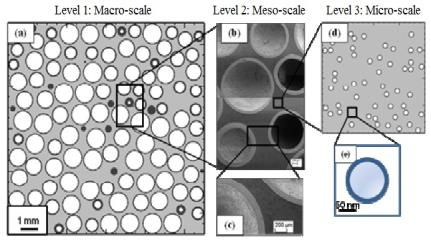 Level 1: Macro-scale
Level 2: Meso-scale
Level 3: Micro-scale
(a)
(b)
(d)
(e)
(c)
1 mm
200 μm
50 nm